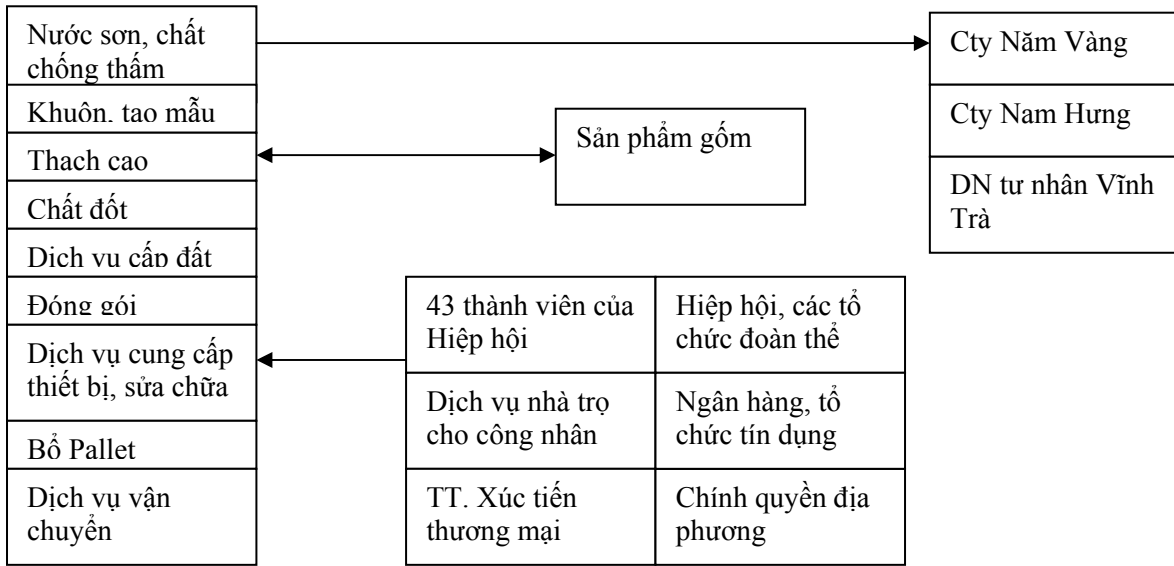 Nước sơn, chất
chống thấm
Khuôn, tạo mẫu
Thạch cao
Chất đốt
Dịch vụ cấp đất
Đóng gói
Dịch vụ cung cấp
thiết bị, sửa chữa
Bổ Pallet
Dịch vụ vận
chuyển
Sản phẩm gốm
43 thành viên của
Hiệp hội
Hiệp hội, các tổ
chức đoàn thể
Dịch vụ nhà trọ
cho công nhân
Ngân hàng, tổ
chức tín dụng
TT. Xúc tiến
thương mại
Chính quyền địa
phương
Cty Năm Vàng
Cty Nam Hưng
DN tư nhân Vĩnh
Trà